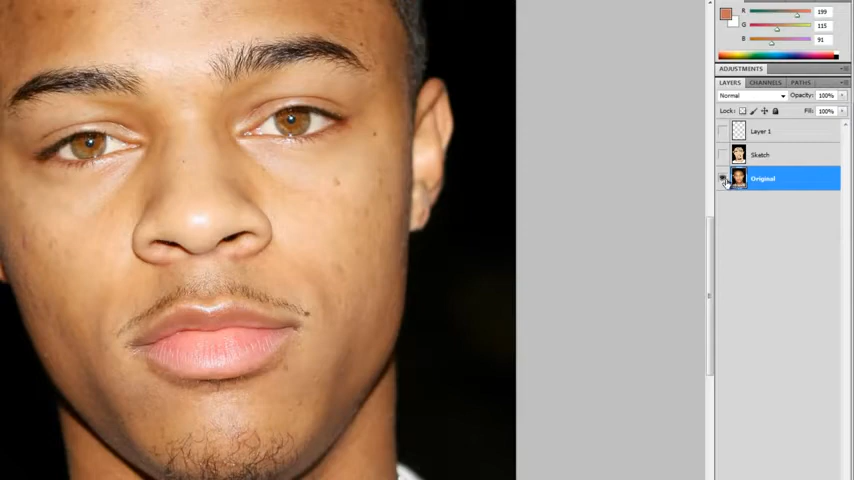 R 199
G 115
B 91
ADJUSTMENTS
LAYERS CHANNELS PATHS
Normal Opacity: 100%
Lock: Fill: 100%
Layer 1
Skatch
Original